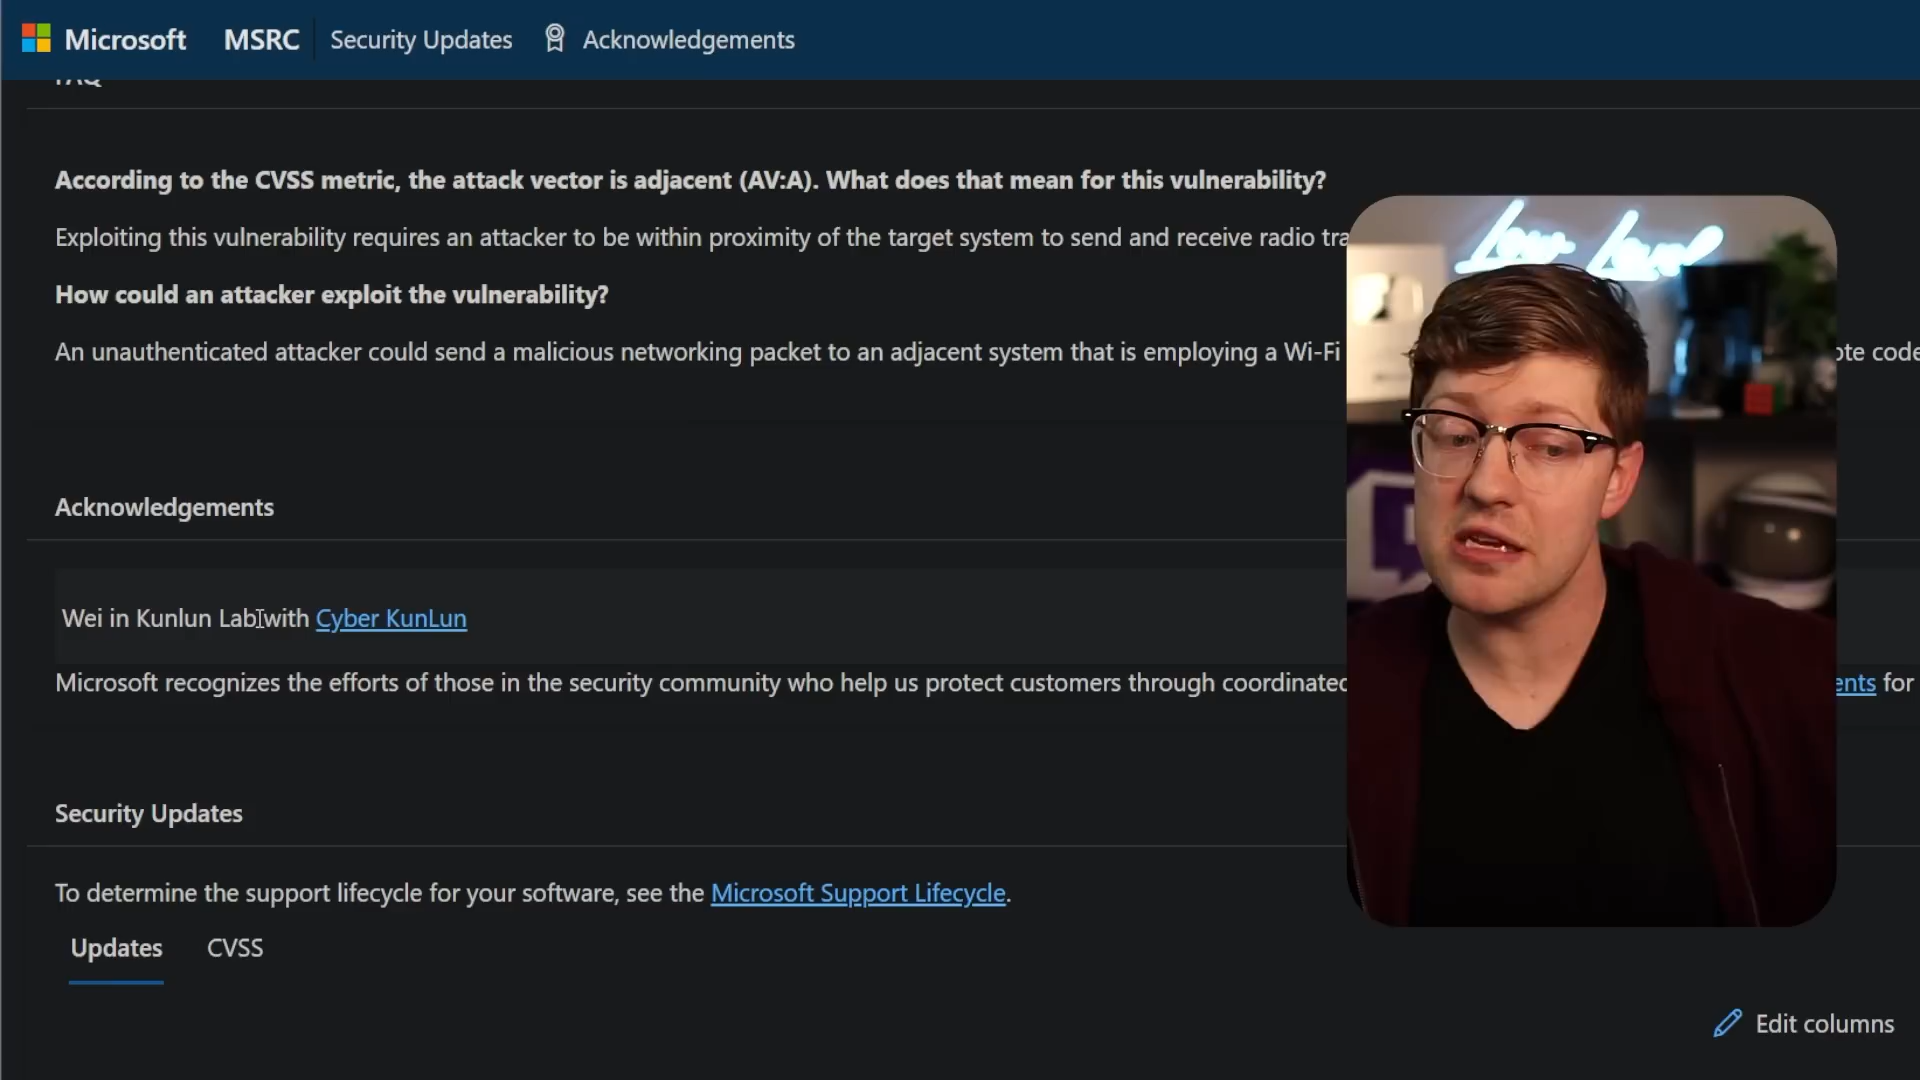 Microsoft MSRC Security Updates Acknowledgements
FAQ
According to the CVSS metric, the attack vector is adjacent (AV:A). What does that mean for this vulnerability?
Exploiting this vulnerability requires an attacker to be within proximity of the target system to send and receive radio
How could an attacker exploit the vulnerability?
An unauthenticated attacker could send a malicious networking packet to an adjacent system that is employing a Wi-Fi code
Acknowledgements
Wei in Kunlun Lab with Cyber KunLun
Microsoft recognizes the efforts of those in the security community who help us protect customers through coordinated for
Security Updates
To determine the support lifecycle for your software, see the Microsoft Support Lifecycle.
Updates CVSS
Edit columns
Low Level